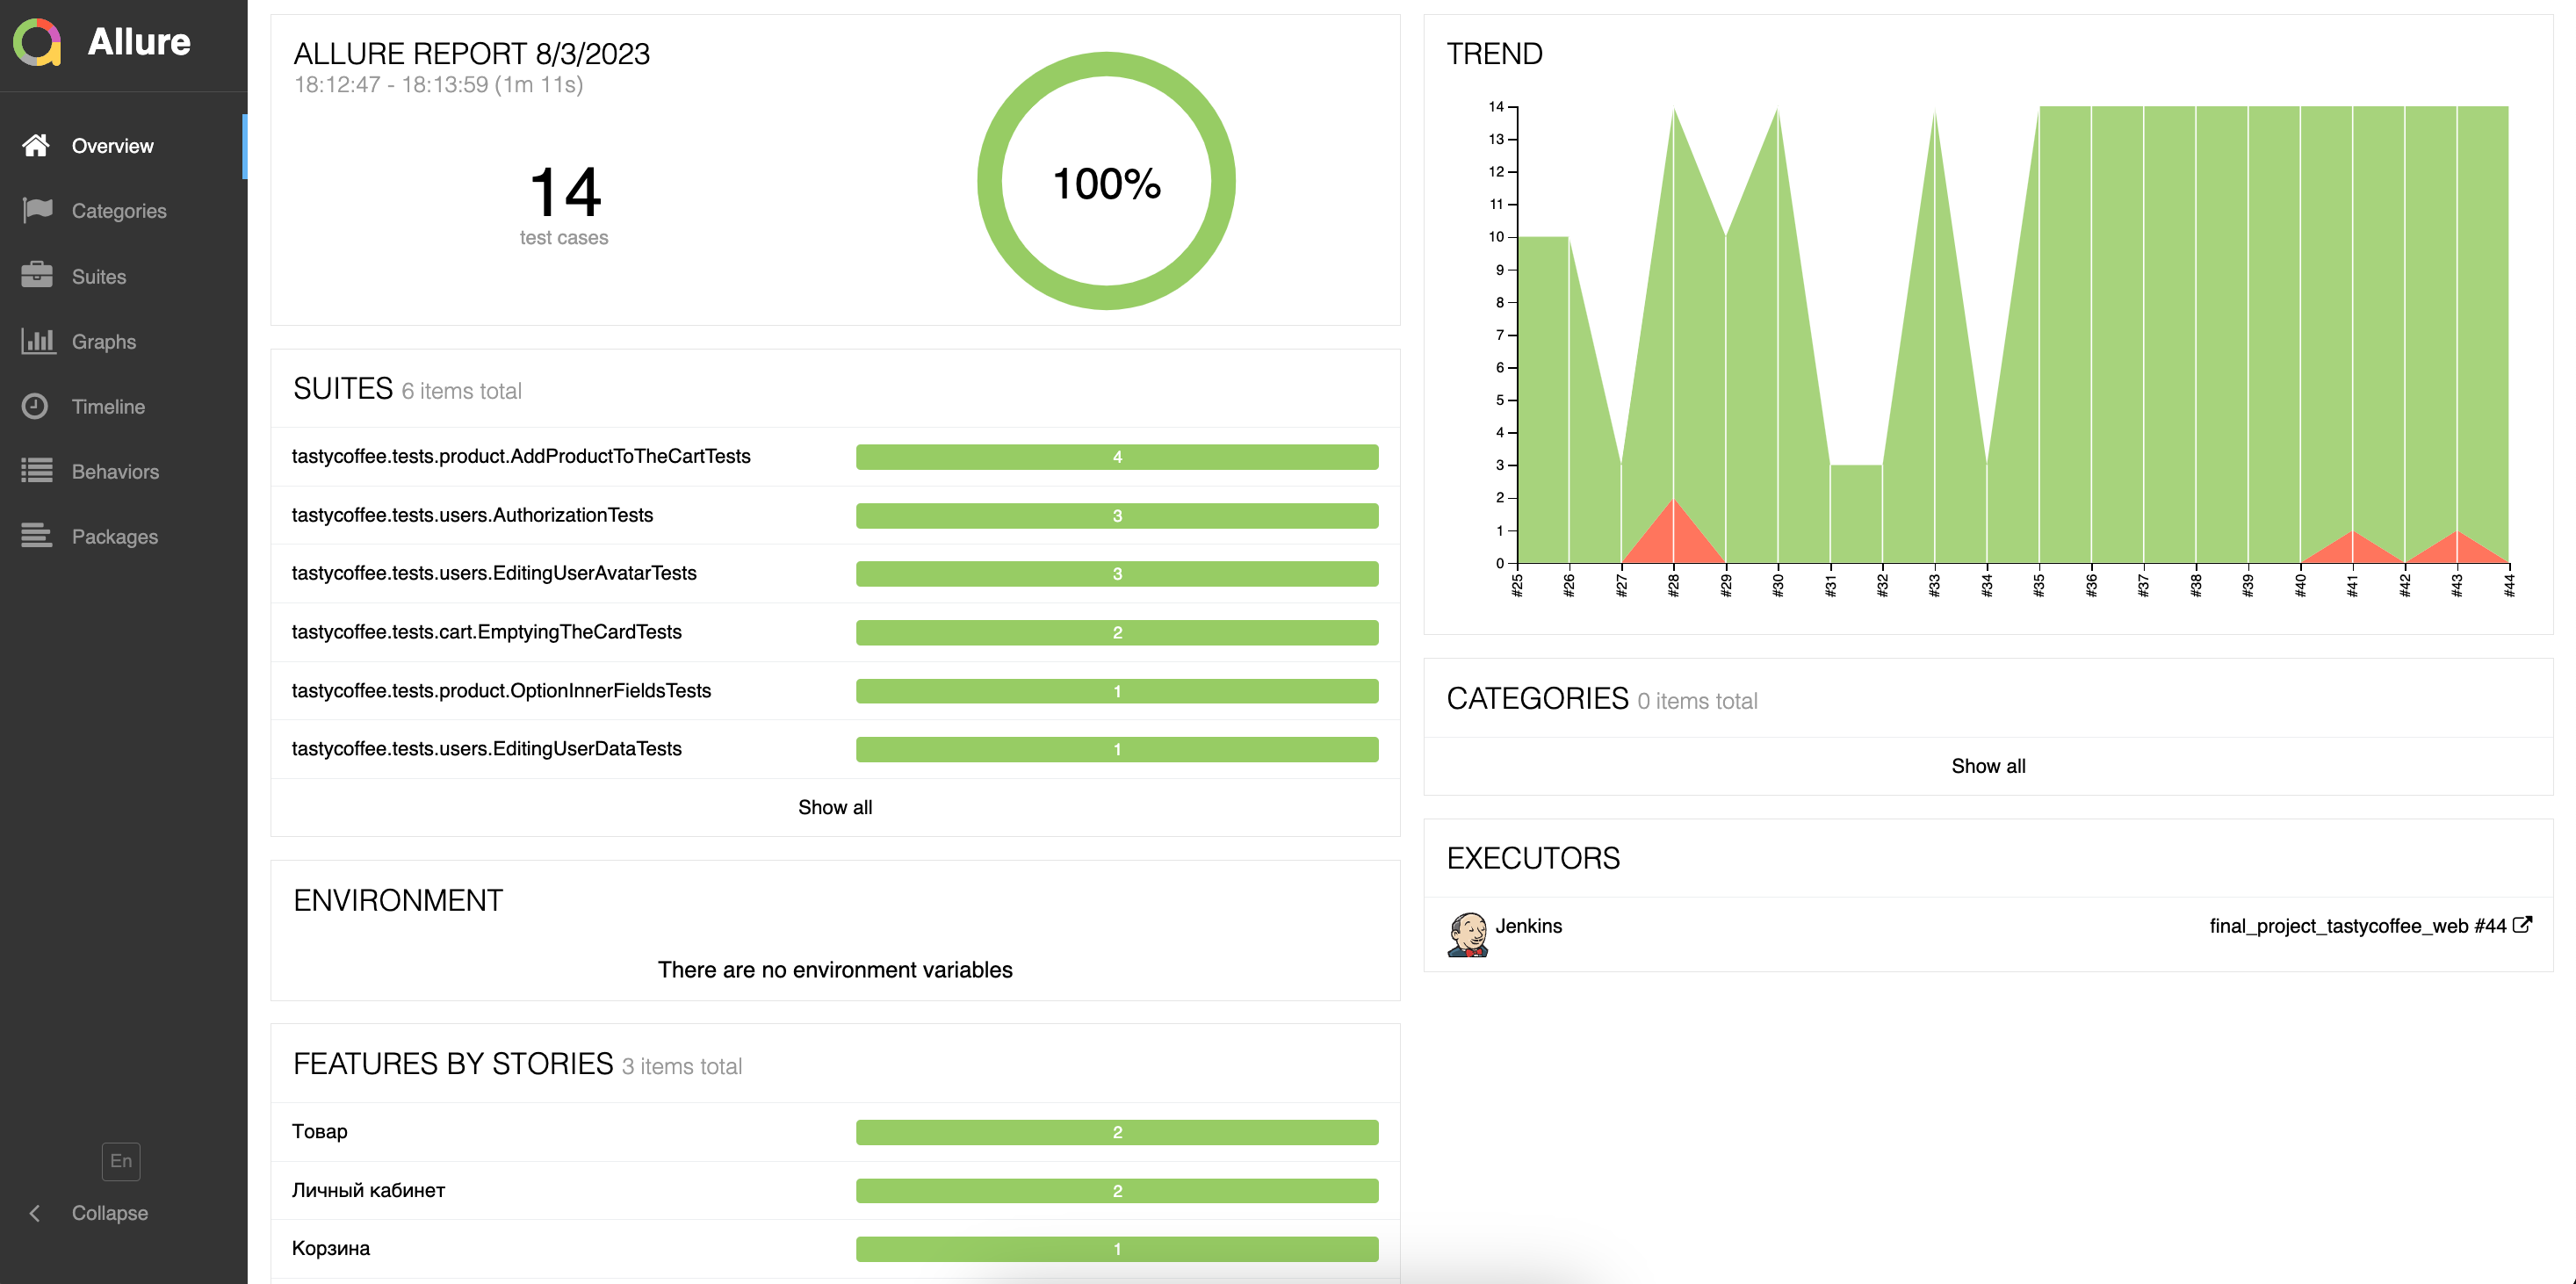 Allure
Overview
Categories
Suites
Graphs
Timeline
Behaviors
Packages
En
Collapse
ALLURE REPORT 8/3/2023
18:12:47 - 18:13:59 (1m 11s)
14
test cases
100%
SUITES 6 items total
tastycoffee.tests.product.AddProductToTheCartTests 4
tastycoffee.tests.users.AuthorizationTests 3
tastycoffee.tests.users.EditingUserAvatarTests 3
tastycoffee.tests.cart.EmptyingTheCardTests 2
tastycoffee.tests.product.OptionInnerFieldsTests 1
tastycoffee.tests.users.EditingUserDataTests 1
Show all
ENVIRONMENT
There are no environment variables
FEATURES BY STORIES 3 items total
Товар 2
Личный кабинет 2
Корзина 1
TREND
14
13
12
11
10
9
8
7
6
5
4
3
2
1
0
#25 #26 #27 #28 #29 #30 #31 #32 #33 #34 #35 #36 #37 #38 #39 #40 #41 #42 #43 #44
CATEGORIES 0 items total
Show all
EXECUTORS
Jenkins final_project_tastycoffee_web #44